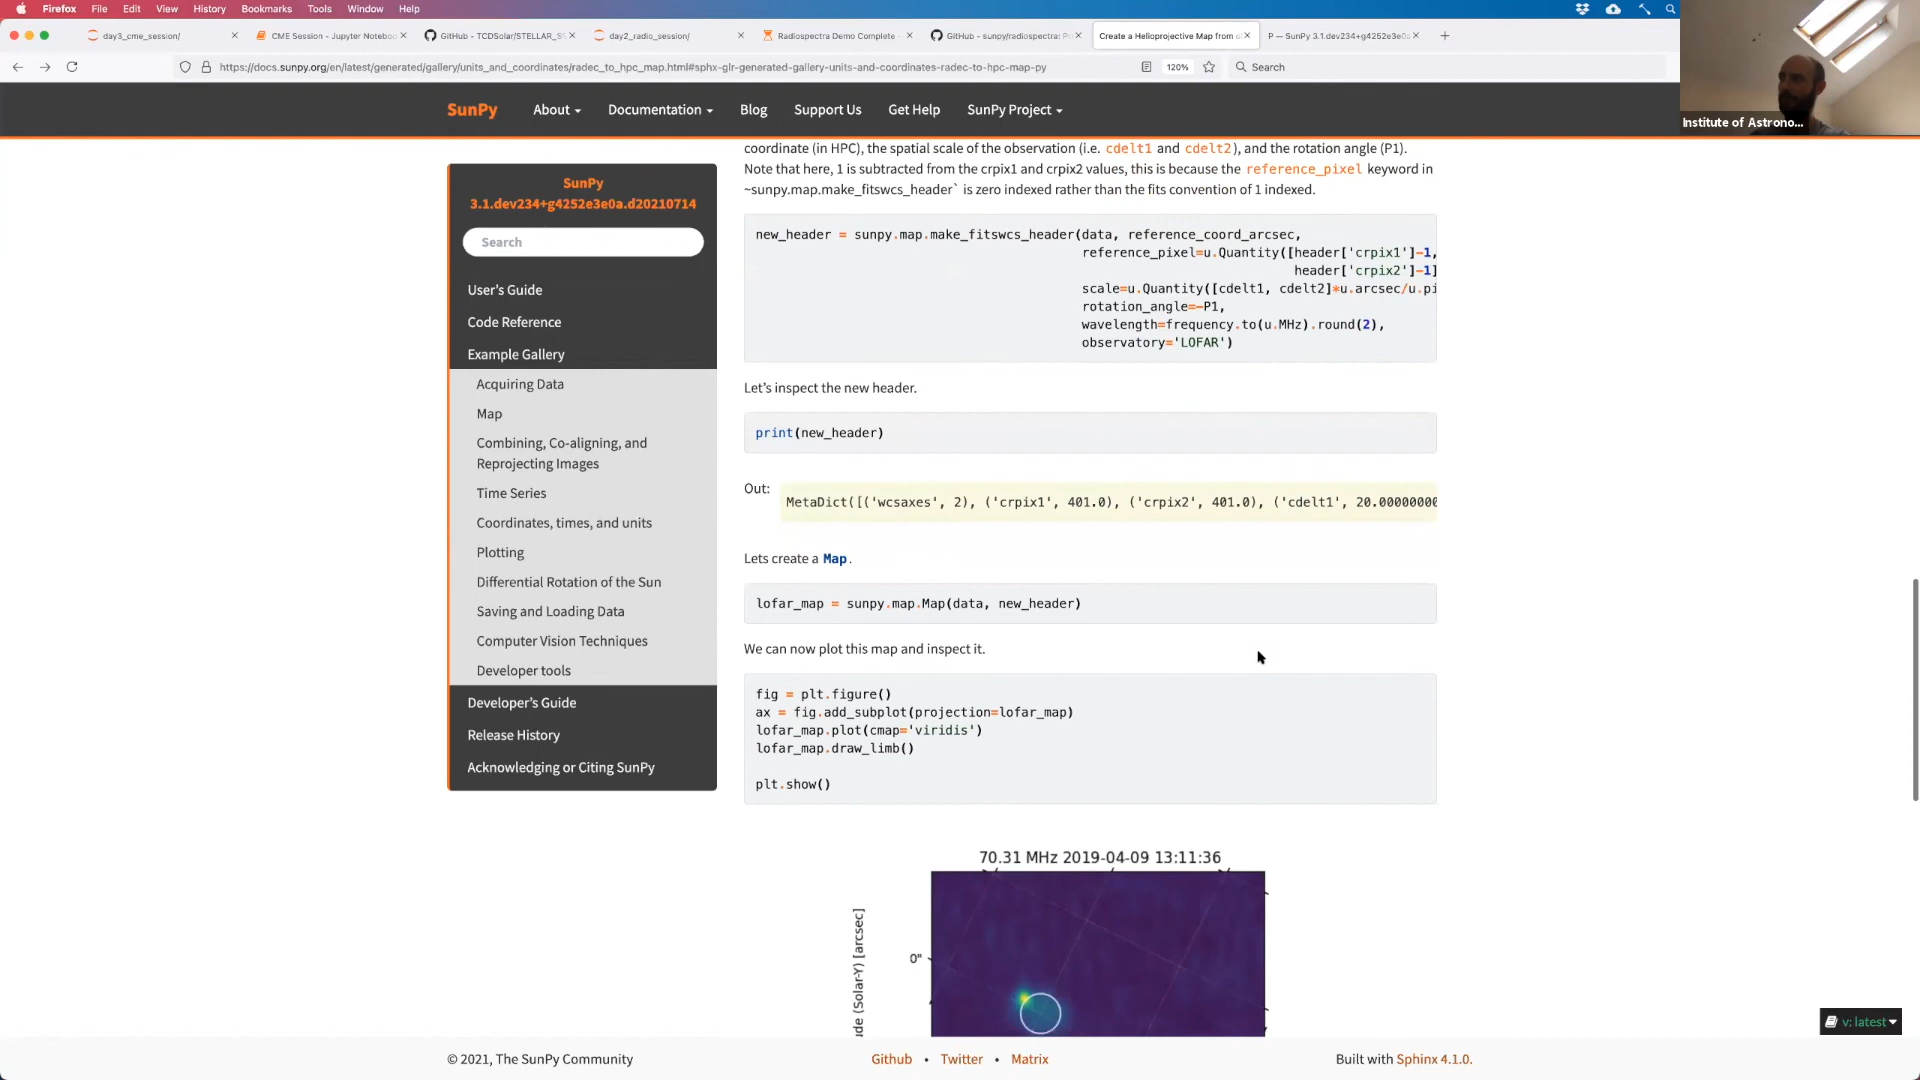 Firefox File Edit View History Bookmarks Tools Window Help
day3_cme_session/ CME Session - Jupyter Noteboo GitHub - TCDSolar/STELLAR_S day2_radio_session/ Radiospectra Demo Complete - GitHub - sunpy/radiospectra: P Create a Helioprojective Map from P — SunPy 3.1.dev234+g4252e3e0
https://docs.sunpy.org/en/latest/generated/gallery/units_and_coordinates/radec_to_hpc_map.html#sphx-glr-generated-gallery-units-and-coordinates-radec-to-hpc-map-py 120% Search
Institute of Astrono...
SunPy About Documentation Blog Support Us Get Help SunPy Project
SunPy
3.1.dev234+g4252e3e0a.d20210714
Search
User's Guide
Code Reference
Example Gallery
Acquiring Data
Map
Combining, Co-aligning, and
Reprojecting Images
Time Series
Coordinates, times, and units
Plotting
Differential Rotation of the Sun
Saving and Loading Data
Computer Vision Techniques
Developer tools
Developer's Guide
Release History
Acknowledging or Citing SunPy
coordinate (in HPC), the spatial scale of the observation (i.e. cdelt1 and cdelt2), and the rotation angle (P1).
Note that here, 1 is subtracted from the crpix1 and crpix2 values, this is because the reference_pixel keyword in
~sunpy.map.make_fitswcs_header` is zero indexed rather than the fits convention of 1 indexed.
new_header = sunpy.map.make_fitswcs_header(data, reference_coord_arcsec,
reference_pixel=u.Quantity([header['crpix1']-1,
header['crpix2']-1]
scale=u.Quantity([cdelt1, cdelt2]*u.arcsec/u.pi
rotation_angle=-P1,
wavelength=frequency.to(u.MHz).round(2),
observatory='LOFAR')
Let's inspect the new header.
print(new_header)
Out:
MetaDict([('wcsaxes', 2), ('crpix1', 401.0), ('crpix2', 401.0), ('cdelt1', 20.00000000
Lets create a Map.
lofar_map = sunpy.map.Map(data, new_header)
We can now plot this map and inspect it.
fig = plt.figure()
ax = fig.add_subplot(projection=lofar_map)
lofar_map.plot(cmap='viridis')
lofar_map.draw_limb()
plt.show()
70.31 MHz 2019-04-09 13:11:36
0"
ude (Solar-Y) [arcsec]
v: latest
© 2021, The SunPy Community Github • Twitter • Matrix Built with Sphinx 4.1.0.